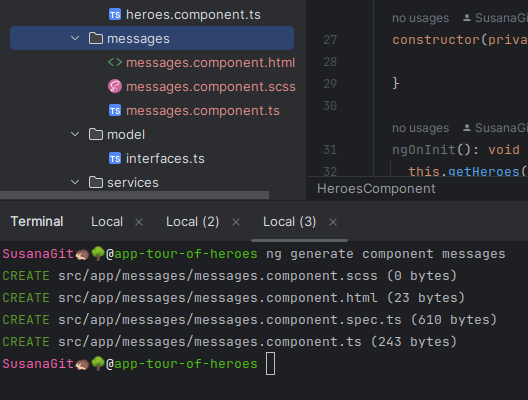 heroes.component.ts
messages
<> messages.component.html
messages.component.scss
TS messages.component.ts
model
TS interfaces.ts
services
no usages SusanaGit
27 constructor(priva
28
29 }
30
no usages SusanaGit
31 ngOnInit(): void
32 this.getHeroes(
HeroesComponent
Terminal Local × Local (2) × Local (3) ×
SusanaGit🦔🌳@app-tour-of-heroes ng generate component messages
CREATE src/app/messages/messages.component.scss (0 bytes)
CREATE src/app/messages/messages.component.html (23 bytes)
CREATE src/app/messages/messages.component.spec.ts (610 bytes)
CREATE src/app/messages/messages.component.ts (243 bytes)
SusanaGit🦔🌳@app-tour-of-heroes